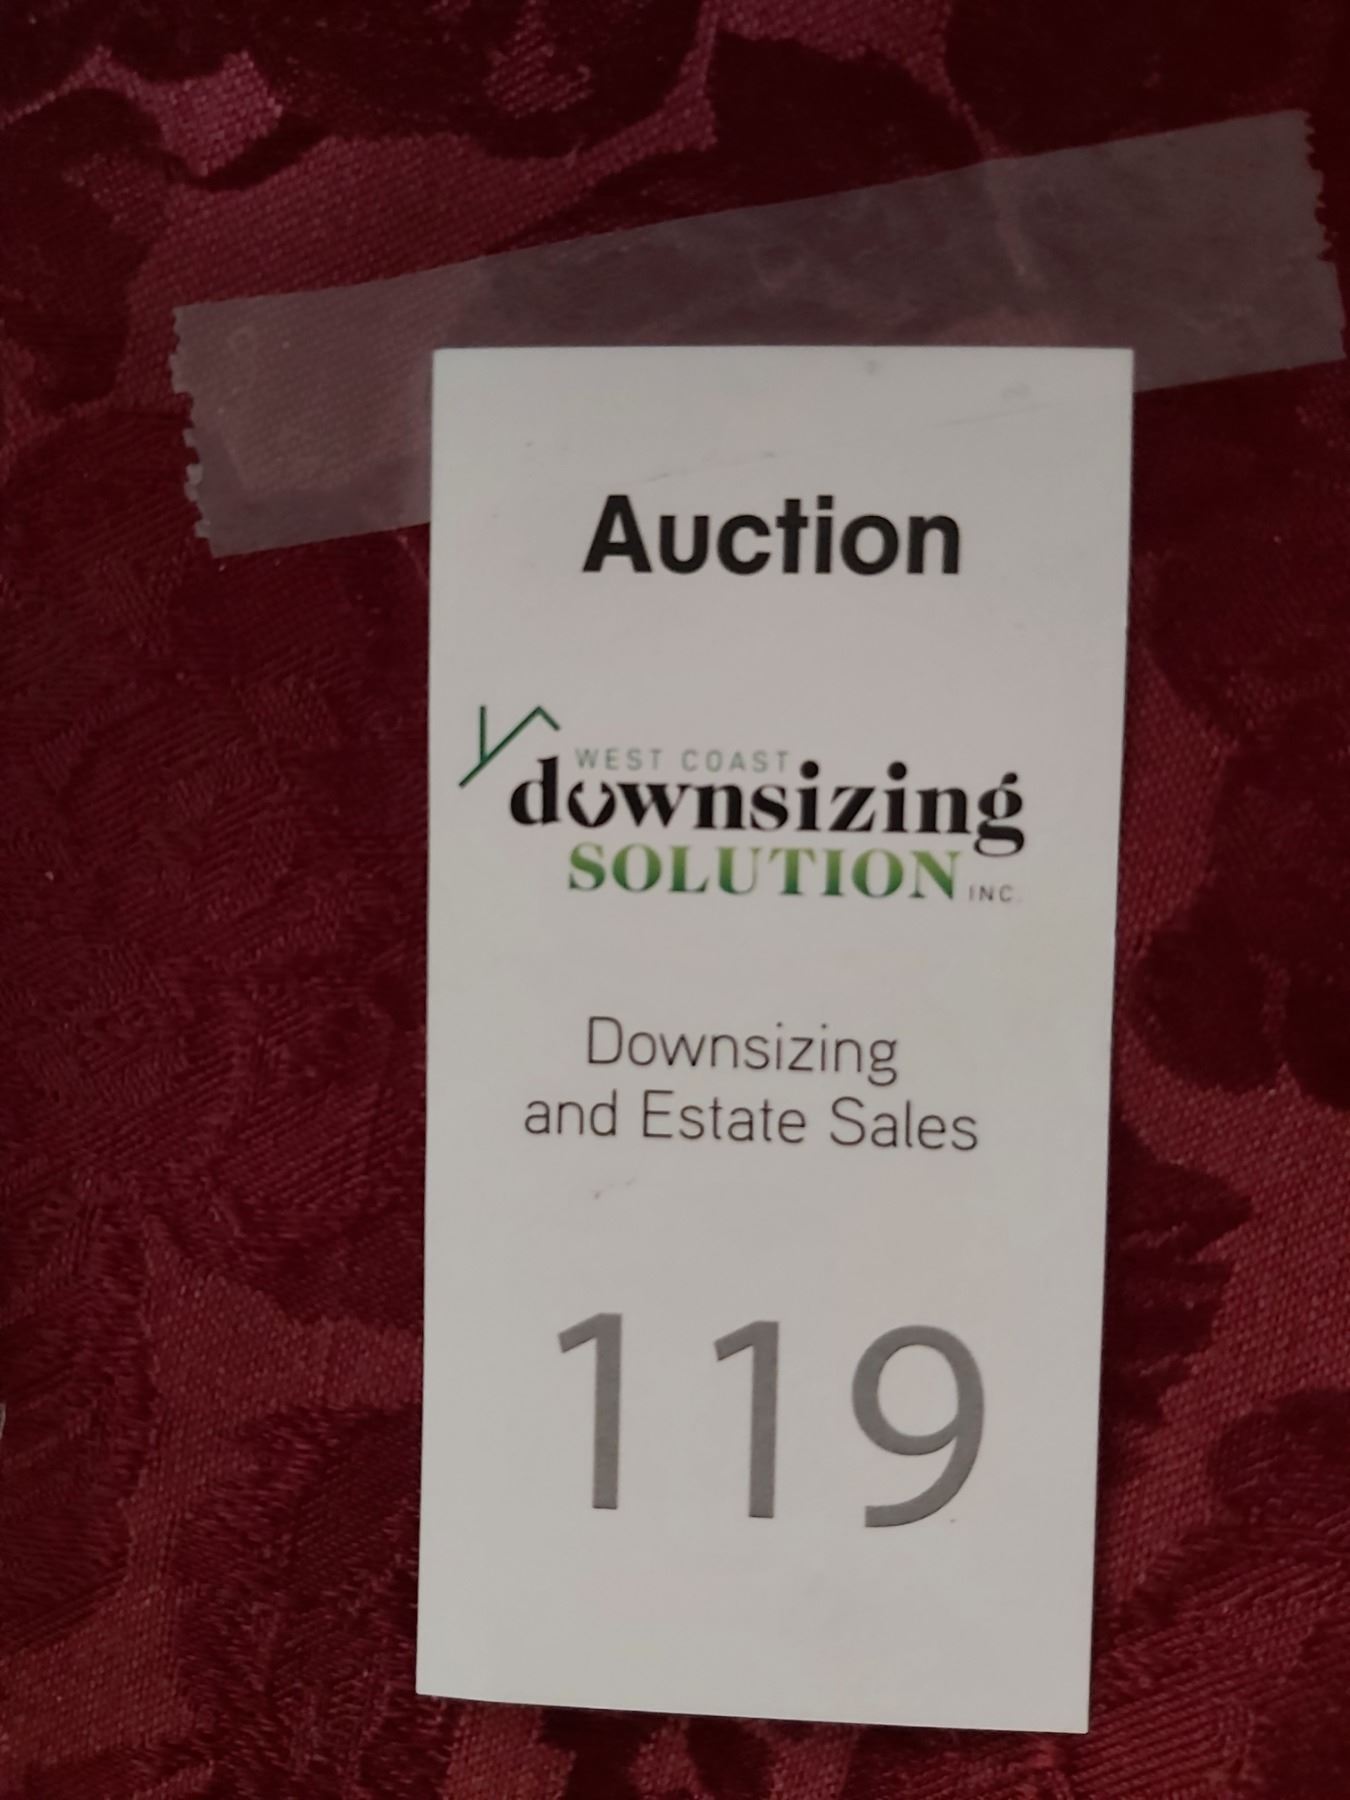 Auction
WEST COAST
downsizing
SOLUTION INC.
Downsizing
and Estate Sales
119